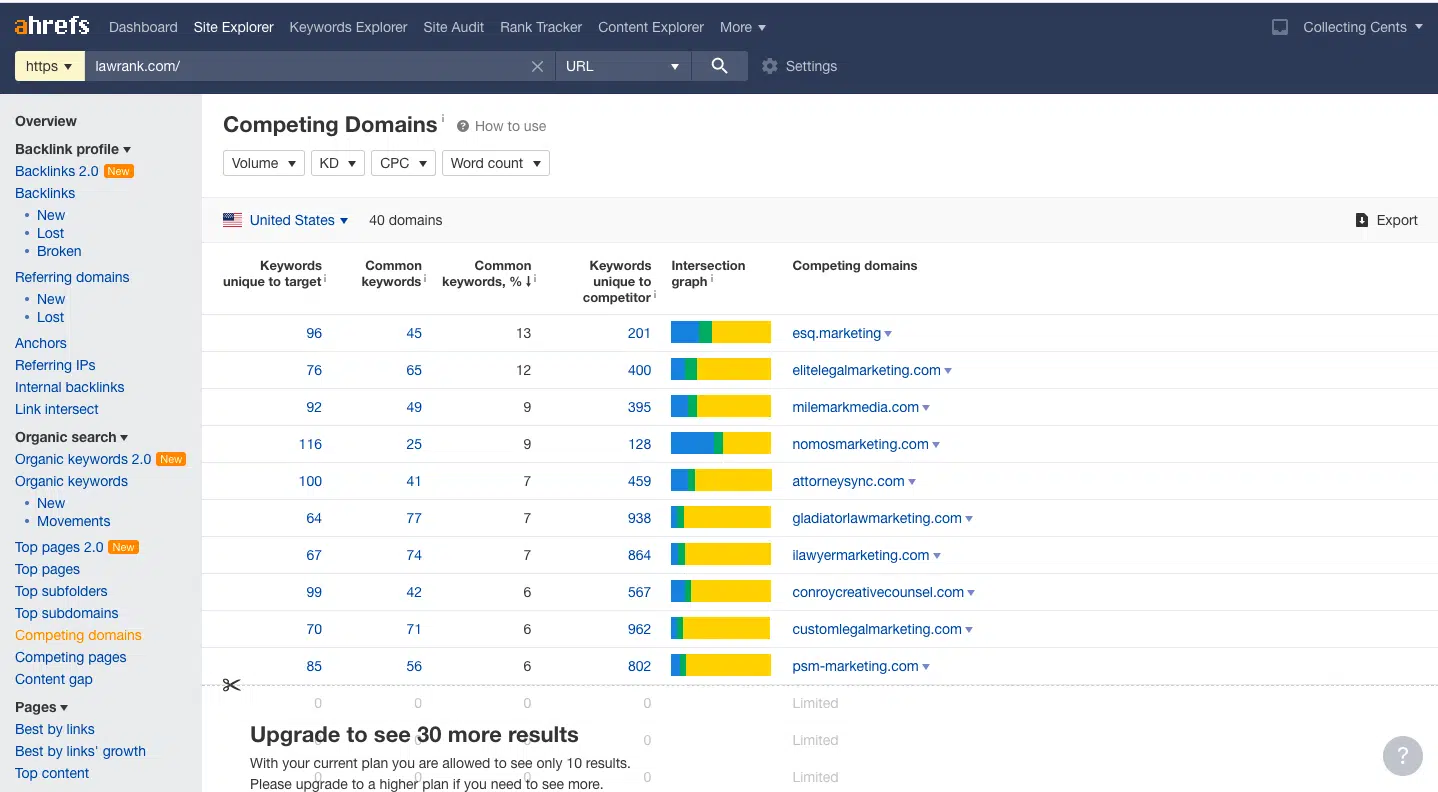 ahrefs Dashboard Site Explorer Keywords Explorer Site Audit Rank Tracker Content Explorer More Collecting Cents
https lawrank.com/ URL Settings
Overview
Backlink profile
Backlinks 2.0 New
Backlinks
• New
• Lost
• Broken
Referring domains
• New
• Lost
Anchors
Referring IPs
Internal backlinks
Link intersect
Organic search
Organic keywords 2.0 New
Organic keywords
• New
• Movements
Top pages 2.0 New
Top pages
Top subfolders
Top subdomains
Competing domains
Competing pages
Content gap
Pages
Best by links
Best by links' growth
Top content
Competing Domains i ? How to use
Volume KD CPC Word count
United States 40 domains Export
Keywords unique to target i Common keywords i Common keywords, % ↓ i Keywords unique to competitor i Intersection graph i Competing domains
96 45 13 201 esq.marketing
76 65 12 400 elitelegalmarketing.com
92 49 9 395 milemarkmedia.com
116 25 9 128 nomosmarketing.com
100 41 7 459 attorneysync.com
64 77 7 938 gladiatorlawmarketing.com
67 74 7 864 ilawyermarketing.com
99 42 6 567 conroycreativecounsel.com
70 71 6 962 customlegalmarketing.com
85 56 6 802 psm-marketing.com
0 0 0 0 Limited
Upgrade to see 30 more results
0 0 0 0 Limited
With your current plan you are allowed to see only 10 results.
0 0 0 0 Limited
Please upgrade to a higher plan if you need to see more.
?